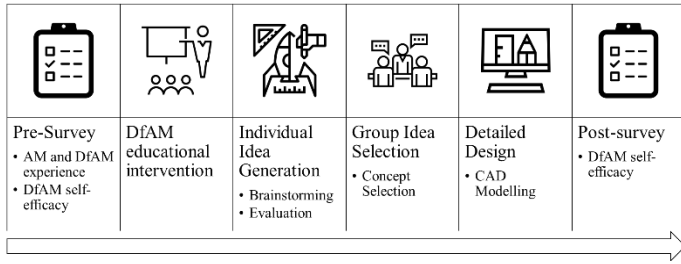 Pre-Survey
• AM and DfAM
experience
• DfAM self-
efficacy
DfAM
educational
intervention
Individual
Idea
Generation
• Brainstorming
• Evaluation
Group Idea
Selection
• Concept
Selection
Detailed
Design
• CAD
Modelling
Post-survey
• DfAM self-
efficacy